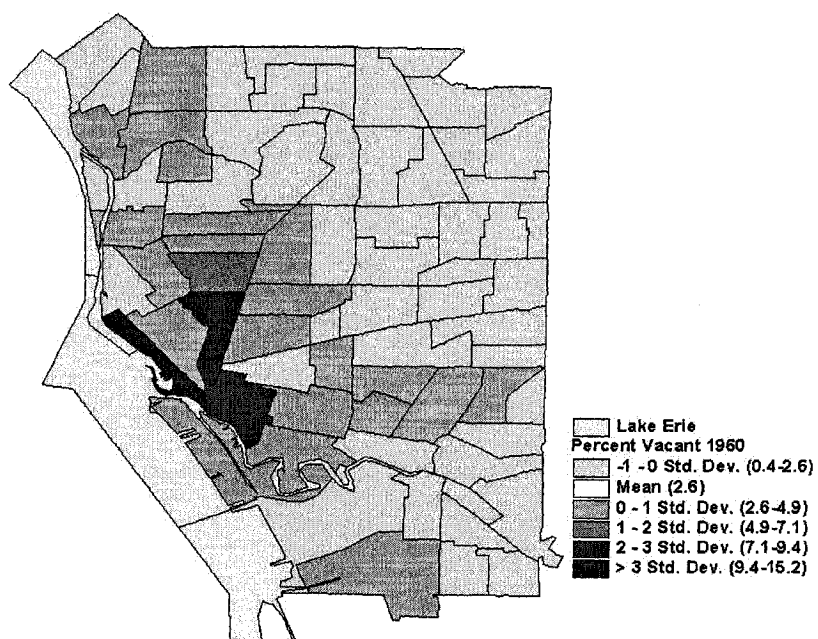 Lake Erie
Percent Vacant 1960
-1 -0 Std. Dev. (0.4-2.6)
Mean (2.6)
0 - 1 Std. Dev. (2.6-4.9)
1 - 2 Std. Dev. (4.9-7.1)
2 - 3 Std. Dev. (7.1-9.4)
> 3 Std. Dev. (9.4-15.2)